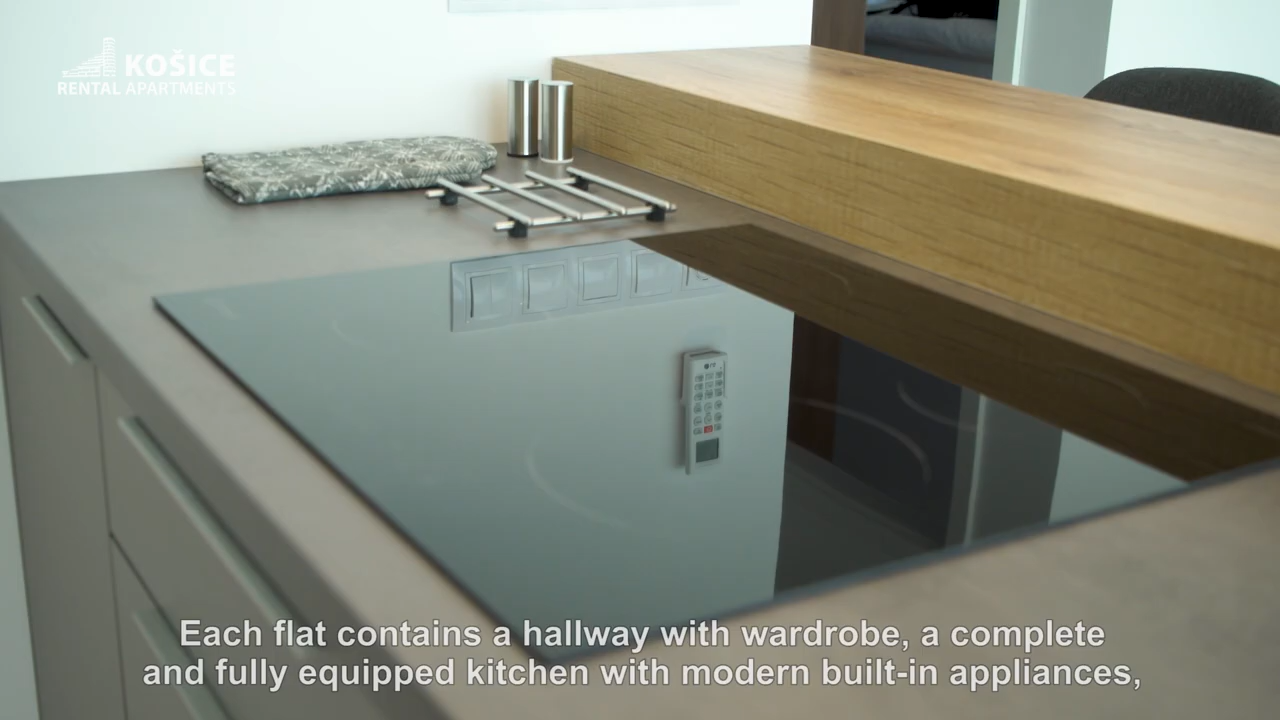 KOŠICE
RENTAL APARTMENTS
Each flat contains a hallway with wardrobe, a complete
and fully equipped kitchen with modern built-in appliances,